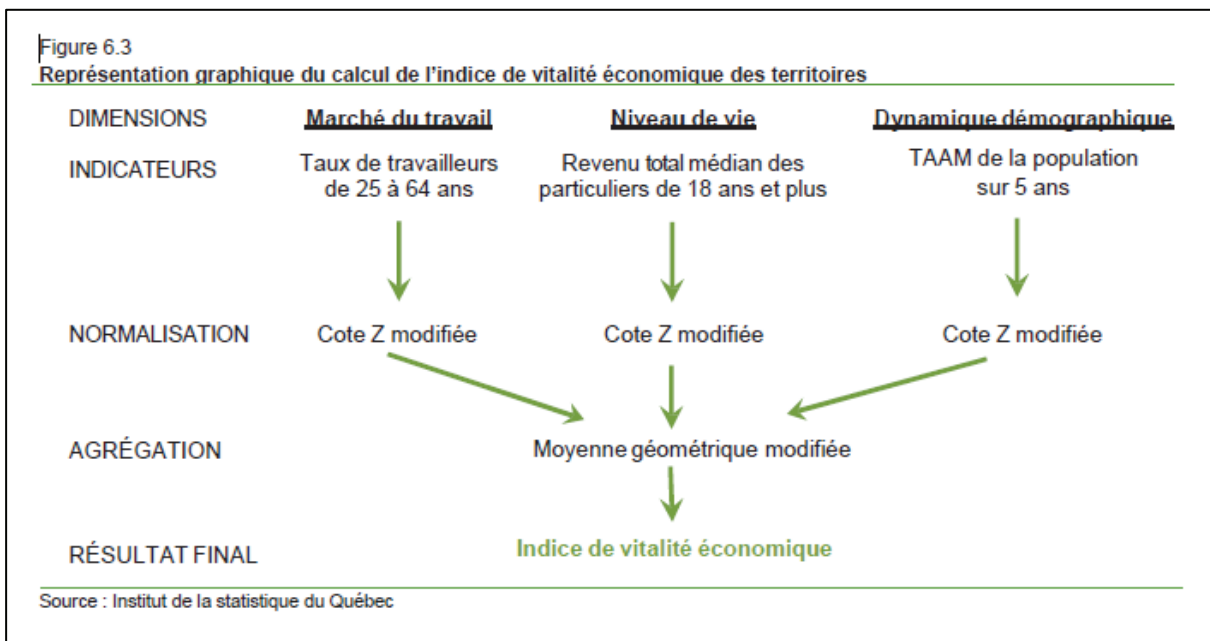 Figure 6.3
Représentation graphique du calcul de l'indice de vitalité économique des territoires
DIMENSIONS Marché du travail Niveau de vie Dynamique démographique
INDICATEURS Taux de travailleurs de 25 à 64 ans Revenu total médian des particuliers de 18 ans et plus TAAM de la population sur 5 ans
NORMALISATION Cote Z modifiée Cote Z modifiée Cote Z modifiée
AGRÉGATION Moyenne géométrique modifiée
RÉSULTAT FINAL Indice de vitalité économique
Source : Institut de la statistique du Québec